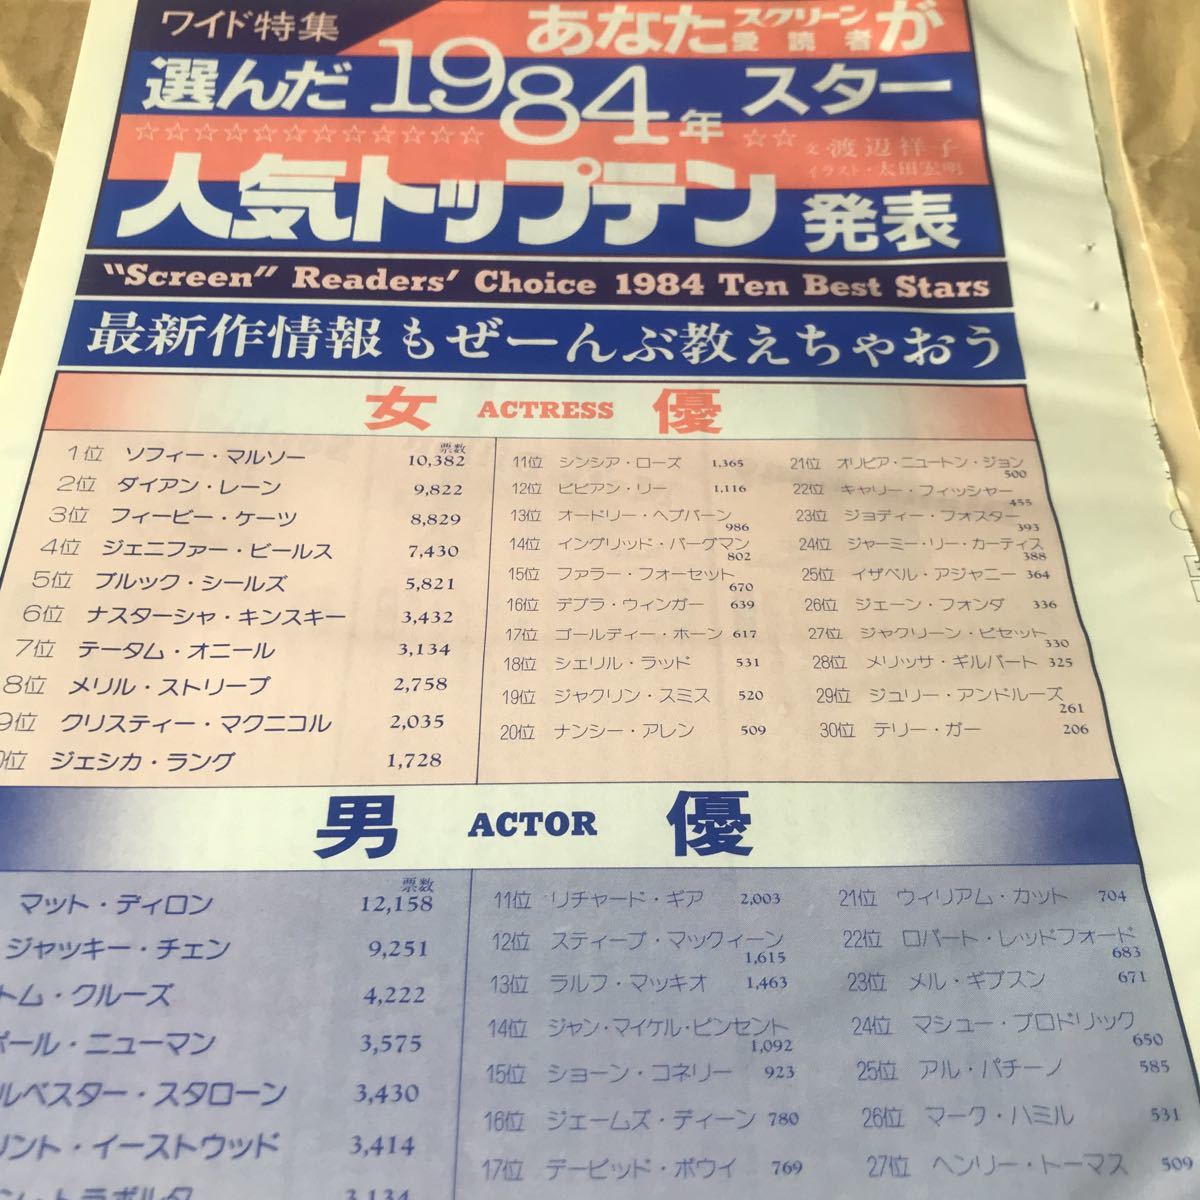 ワイド特集
あなたスクリーン愛読者が
選んだ1984年スター
☆☆☆☆☆☆☆☆☆☆☆☆ ☆☆
文・渡辺祥子
イラスト・太田宏明
人気トップテン発表
"Screen" Readers' Choice 1984 Ten Best Stars
最新作情報もぜーんぶ教えちゃおう
女 ACTRESS 優
票数
1位 ソフィー・マルソー 10,382
2位 ダイアン・レーン 9,822
3位 フィービー・ケーツ 8,829
4位 ジェニファー・ビールス 7,430
5位 ブルック・シールズ 5,821
6位 ナスターシャ・キンスキー 3,432
7位 テータム・オニール 3,134
8位 メリル・ストリープ 2,758
9位 クリスティー・マクニコル 2,035
0位 ジェシカ・ラング 1,728
11位 シンシア・ローズ 1,365
12位 ビビアン・リー 1,116
13位 オードリー・ヘプバーン 986
14位 イングリッド・バーグマン 802
15位 ファラー・フォーセット 670
16位 デブラ・ウィンガー 639
17位 ゴールディー・ホーン 617
18位 シェリル・ラッド 531
19位 ジャクリン・スミス 520
20位 ナンシー・アレン 509
21位 オリビア・ニュートン・ジョン 500
22位 キャリー・フィッシャー 455
23位 ジョディー・フォスター 393
24位 ジャーミー・リー・カーティス 388
25位 イザベル・アジャニー 364
26位 ジェーン・フォンダ 336
27位 ジャクリーン・ビセット 330
28位 メリッサ・ギルバート 325
29位 ジュリー・アンドルーズ 261
30位 テリー・ガー 206
男 ACTOR 優
票数
マット・ディロン 12,158
ジャッキー・チェン 9,251
トム・クルーズ 4,222
ポール・ニューマン 3,575
ルベスター・スタローン 3,430
リント・イーストウッド 3,414
ン・トラボルタ 3,134
11位 リチャード・ギア 2,003
12位 スティーブ・マックィーン 1,615
13位 ラルフ・マッキオ 1,463
14位 ジャン・マイケル・ビンセント 1,092
15位 ショーン・コネリー 923
16位 ジェームズ・ディーン 780
17位 デービッド・ボウイ 769
21位 ウィリアム・カット 704
22位 ロバート・レッドフォード 683
23位 メル・ギブスン 671
24位 マシュー・ブロドリック 650
25位 アル・パチーノ 585
26位 マーク・ハミル 531
27位 ヘンリー・トーマス 509